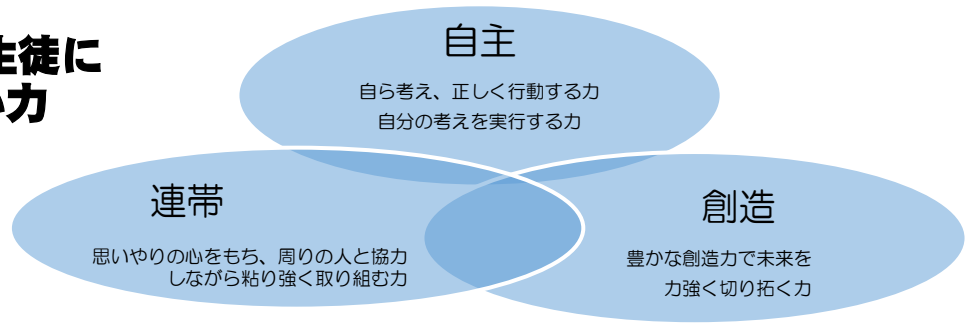 生徒に
力
自主
自ら考え、正しく行動する力
自分の考えを実行する力
連帯
思いやりの心をもち、周りの人と協力
しながら粘り強く取り組む力
創造
豊かな創造力で未来を
力強く切り拓く力